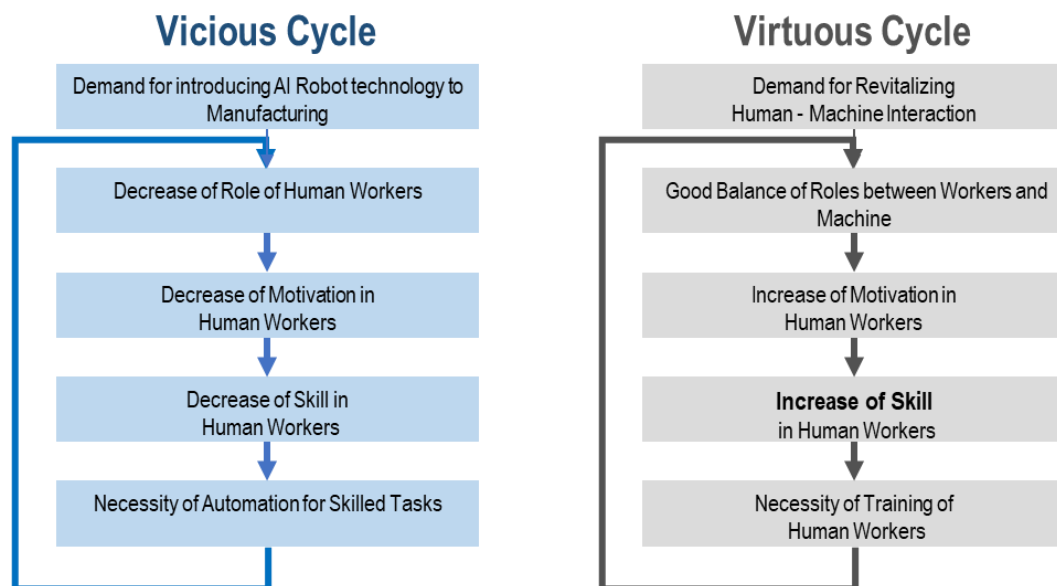 Vicious Cycle
Demand for introducing AI Robot technology to
Manufacturing
Decrease of Role of Human Workers
Decrease of Motivation in
Human Workers
Decrease of Skill in
Human Workers
Necessity of Automation for Skilled Tasks
Virtuous Cycle
Demand for Revitalizing
Human - Machine Interaction
Good Balance of Roles between Workers and
Machine
Increase of Motivation in
Human Workers
Increase of Skill
in Human Workers
Necessity of Training of
Human Workers